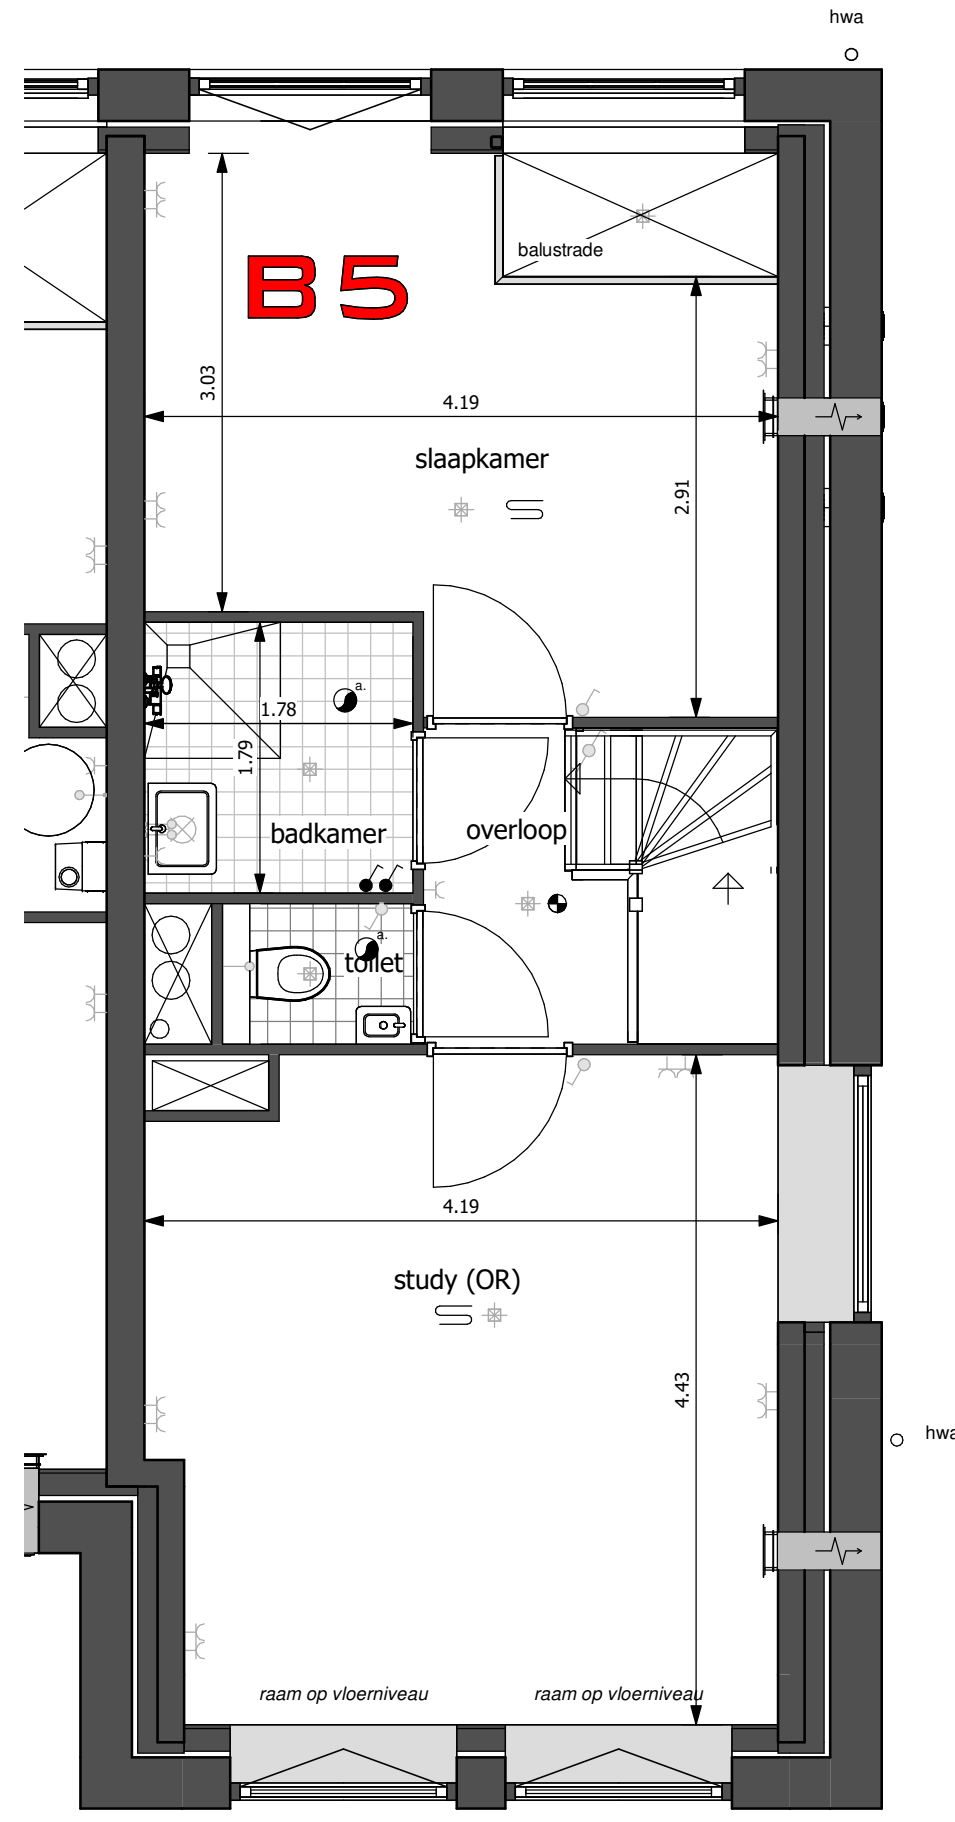 hwa
balustrade
B5
3.03
4.19
slaapkamer
2.91
a.
1.78
1.79
badkamer
overloop
a.
toilet
4.19
study (OR)
4.43
hwa
raam op vloerniveau
raam op vloerniveau